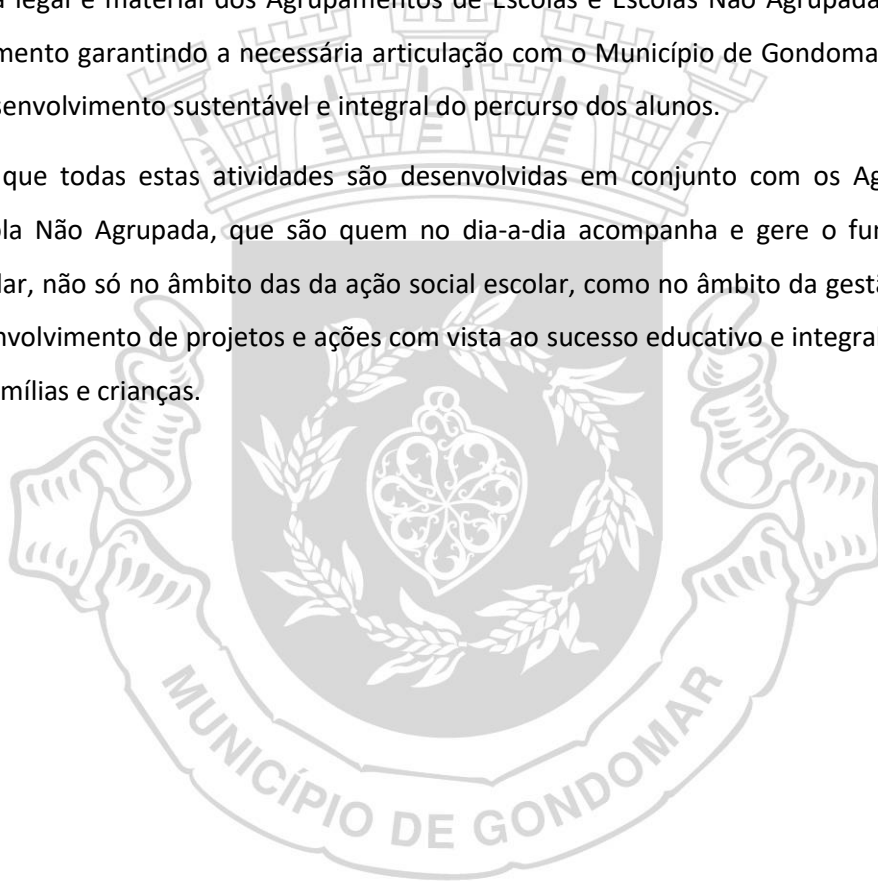 legal e material dos Agrupamentos de Escolas e Escolas Não Agrupada
mento garantindo a necessária articulação com o Município de Gondoma
senvolvimento sustentável e integral do percurso dos alunos.
que todas estas atividades são desenvolvidas em conjunto com os Ag
la Não Agrupada, que são quem no dia-a-dia acompanha e gere o fun
lar, não só no âmbito das da ação social escolar, como no âmbito da gestã
nvolvimento de projetos e ações com vista ao sucesso educativo e integral
mílias e crianças.
MUNICÍPIO DE GONDOMAR